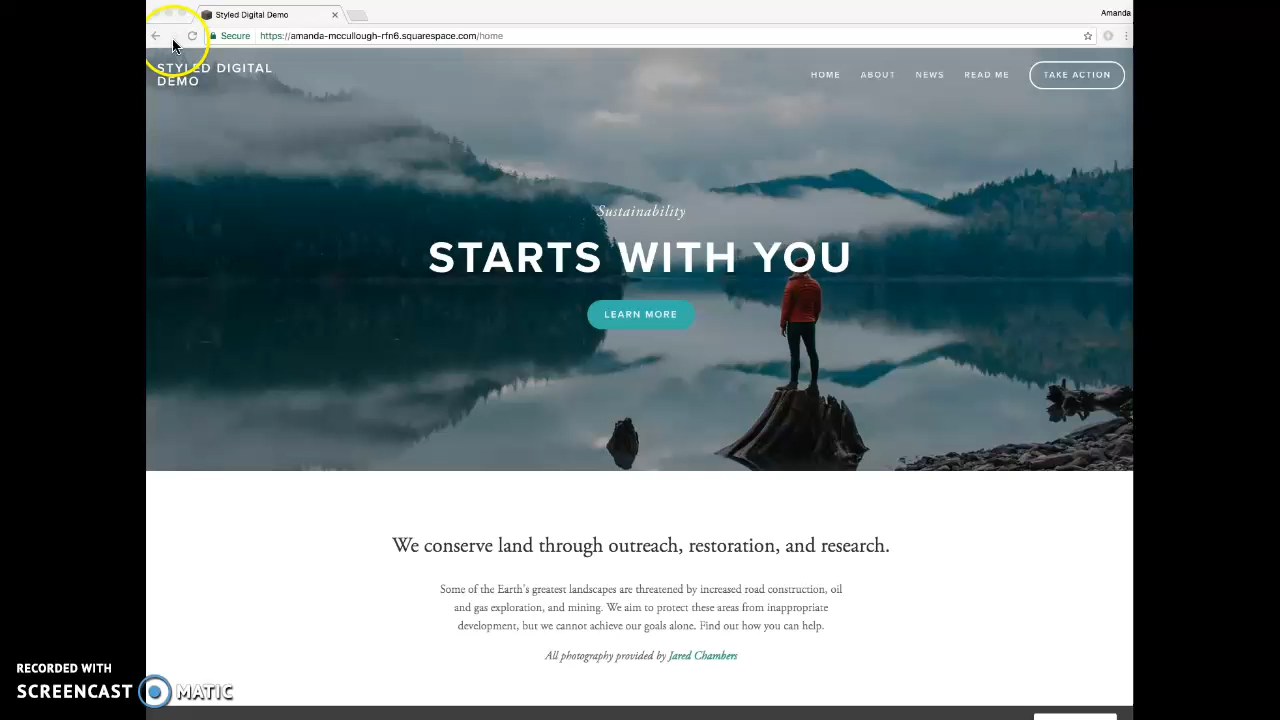 Styled Digital Demo
Amanda
Secure
https://amanda-mccullough-rfn6.squarespace.com/home
STYLED DIGITAL
DEMO
HOME
ABOUT
NEWS
READ ME
TAKE ACTION
Sustainability
STARTS WITH YOU
LEARN MORE
We conserve land through outreach, restoration, and research.
Some of the Earth's greatest landscapes are threatened by increased road construction, oil
and gas exploration, and mining. We aim to protect these areas from inappropriate
development, but we cannot achieve our goals alone. Find out how you can help.
All photography provided by Jared Chambers
RECORDED WITH
SCREENCAST MATIC